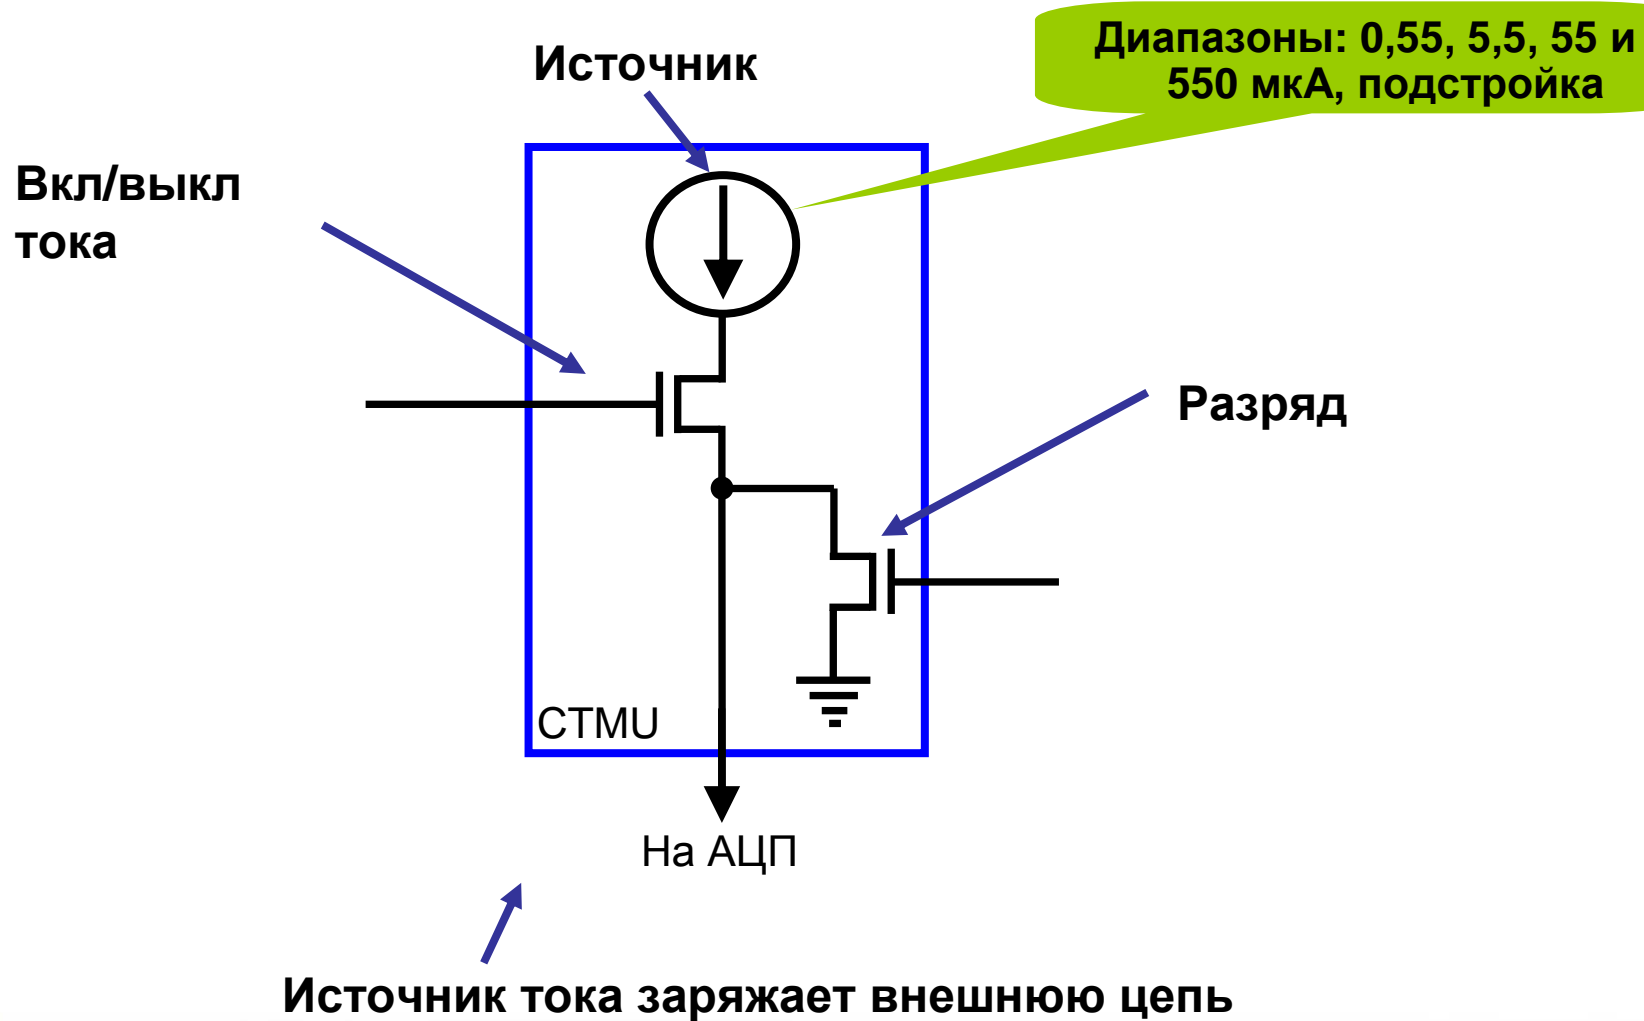 Диапазоны: 0,55, 5,5, 55 и
550 мкА, подстройка
Источник
Вкл/выкл
тока
Разряд
CTMU
На АЦП
Источник тока заряжает внешнюю цепь